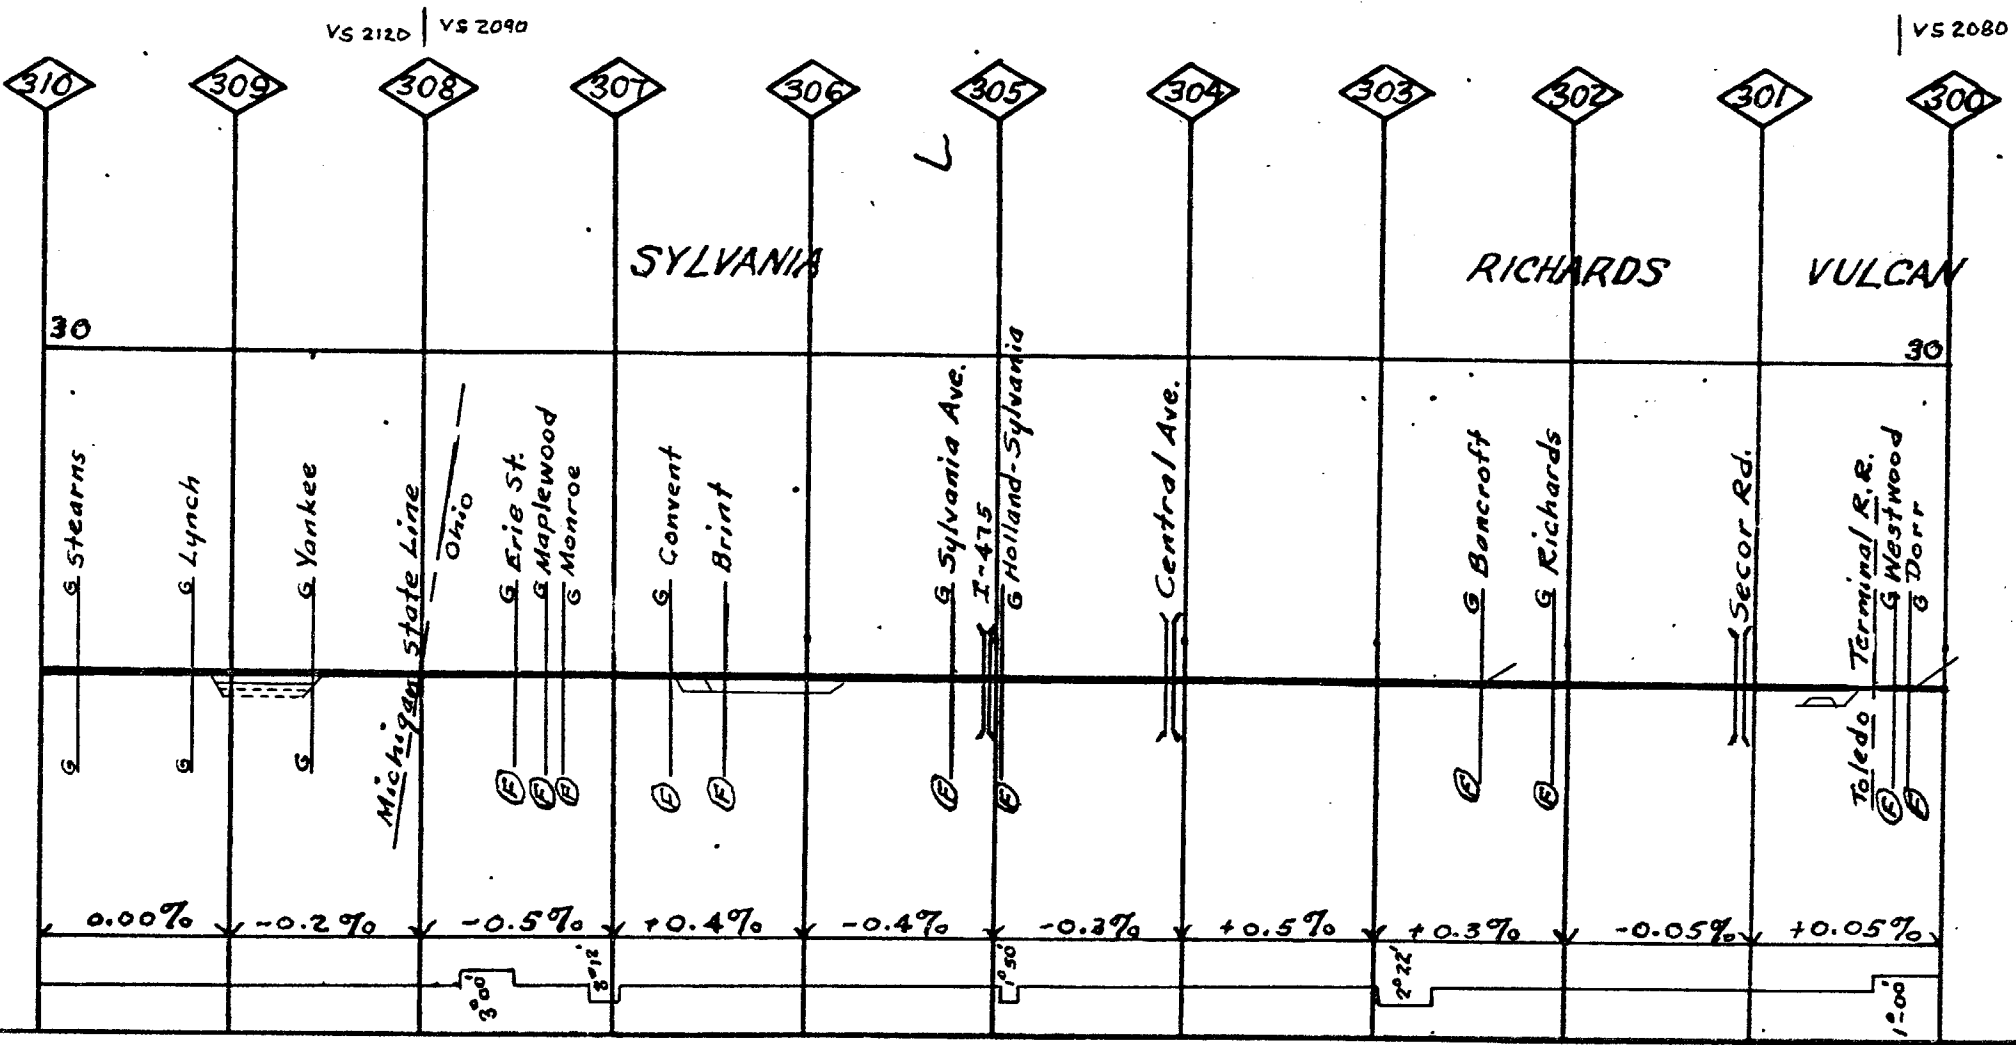 VS 2120 | VS 2090
VS 2080
310 309 308 307 306 305 304 303 302 301 300
L
SYLVANIA RICHARDS VULCAN
30 30
G Stearns
G Lynch
G Yankee
Michigan State Line
Ohio
G Erie St.
G Maplewood
G Monroe
G Convent
Brint
G Sylvania Ave.
I-475
G Holland-Sylvania
Central Ave.
G Bancroft
G Richards
Secor Rd.
Toledo Terminal R.R.
G Westwood
G Dorr
G G G F F F F F F F F F F F
0.00% -0.2% -0.5% +0.4% -0.4% -0.3% +0.5% +0.3% -0.05% +0.05%
3°00' 3°12' 1°50' 2°22' 1°00'